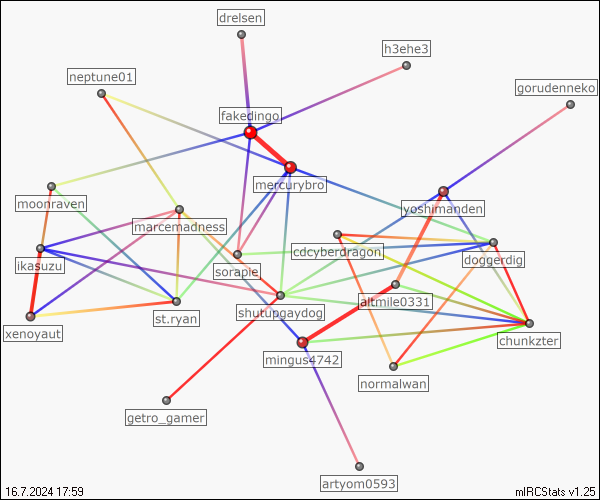 drelsen
h3ehe3
neptune01
gorudenneko
fakedingo
mercurybro
moonraven
yoshimanden
marcemadness
cdcyberdragon
doggerdig
ikasuzu
sorapie
altmile0331
xenoyaut
st.ryan
shutupgaydog
chunkzter
mingus4742
normalwan
getro_gamer
artyom0593
16.7.2024 17:59
mIRCStats v1.25